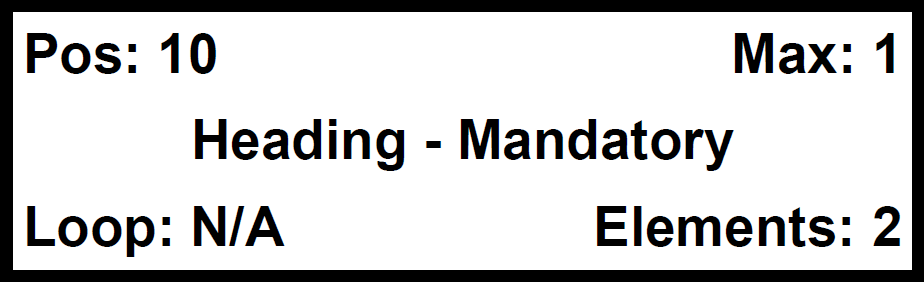 Pos: 10 Max: 1
Heading - Mandatory
Loop: N/A Elements: 2